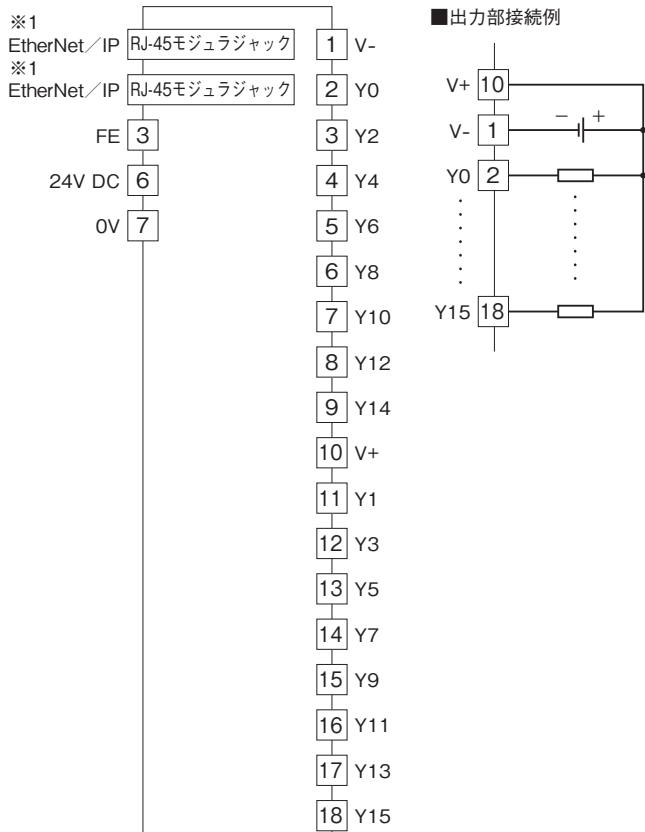 ※1
EtherNet／IP RJ-45モジュラジャック
※1
EtherNet／IP RJ-45モジュラジャック
FE 3
24V DC 6
0V 7
1 V-
2 Y0
3 Y2
4 Y4
5 Y6
6 Y8
7 Y10
8 Y12
9 Y14
10 V+
11 Y1
12 Y3
13 Y5
14 Y7
15 Y9
16 Y11
17 Y13
18 Y15
■出力部接続例
V+ 10
V- 1 − +
Y0 2
Y15 18